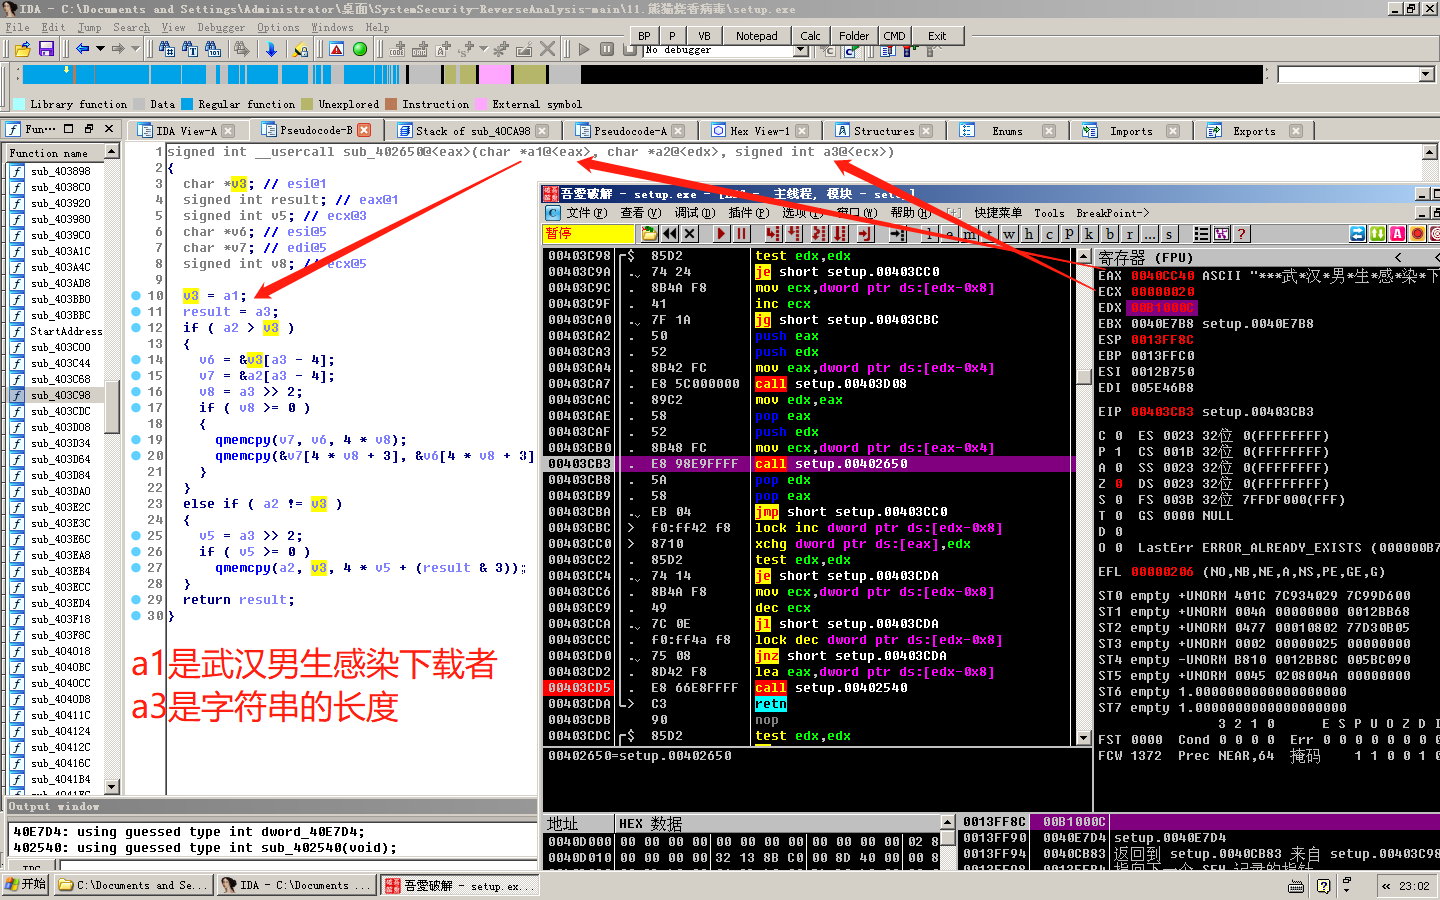 IDA - C:\Documents and Settings\Administrator\桌面\SystemSecurity-ReverseAnalysis-main\11.熊猫烧香病毒\setup.exe
File Edit Jump Search View Debugger Options Windows Help
BP P VB Notepad Calc Folder CMD Exit
No debugger
Library function Data Regular function Unexplored Instruction External symbol
Fun... IDA View-A Pseudocode-B Stack of sub_40CA98 Pseudocode-A Hex View-1 Structures Enums Imports Exports
Function name
sub_403898
sub_4038C0
sub_403920
sub_403980
sub_4039C0
sub_403A1C
sub_403A4C
sub_403AD8
sub_403BB0
sub_403BBC
StartAddress
sub_403C00
sub_403C44
sub_403C68
sub_403C98
sub_403CDC
sub_403D08
sub_403D34
sub_403D64
sub_403D84
sub_403DA0
sub_403E2C
sub_403E3C
sub_403E6C
sub_403EA8
sub_403EB4
sub_403ECC
sub_403ED4
sub_403F18
sub_403F8C
sub_404018
sub_4040BC
sub_4040CC
sub_4040D8
sub_40411C
sub_404124
sub_40412C
sub_40416C
sub_4041B4
1 signed int __usercall sub_402650@<eax>(char *a1@<eax>, char *a2@<edx>, signed int a3@<ecx>)
2 {
3 char *v3; // esi@1
4 signed int result; // eax@1
5 signed int v5; // ecx@3
6 char *v6; // esi@5
7 char *v7; // edi@5
8 signed int v8; // ecx@5
9
10 v3 = a1;
11 result = a3;
12 if ( a2 > v3 )
13 {
14 v6 = &v3[a3 - 4];
15 v7 = &a2[a3 - 4];
16 v8 = a3 >> 2;
17 if ( v8 >= 0 )
18 {
19 qmemcpy(v7, v6, 4 * v8);
20 qmemcpy(&v7[4 * v8 + 3], &v6[4 * v8 + 3]
21 }
22 }
23 else if ( a2 != v3 )
24 {
25 v5 = a3 >> 2;
26 if ( v5 >= 0 )
27 qmemcpy(a2, v3, 4 * v5 + (result & 3));
28 }
29 return result;
30 }
a1是武汉男生感染下载者
a3是字符串的长度
Output window
40E7D4: using guessed type int dword_40E7D4;
402540: using guessed type int sub_402540(void);
IDC
吾愛破解 - setup.exe - 主线程, 模块 - setup]
文件(F) 查看(V) 调试(D) 插件(P) 选项(T) 窗口(W) 帮助(H) [+] 快捷菜单 Tools BreakPoint->
暂停 l e m t w h c p k b r ... s ?
00403C98 $ 85D2 test edx,edx
00403C9A . 74 24 je short setup.00403CC0
00403C9C . 8B4A F8 mov ecx,dword ptr ds:[edx-0x8]
00403C9F . 41 inc ecx
00403CA0 . 7F 1A jg short setup.00403CBC
00403CA2 . 50 push eax
00403CA3 . 52 push edx
00403CA4 . 8B42 FC mov eax,dword ptr ds:[edx-0x4]
00403CA7 . E8 5C000000 call setup.00403D08
00403CAC . 89C2 mov edx,eax
00403CAE . 58 pop eax
00403CAF . 52 push edx
00403CB0 . 8B48 FC mov ecx,dword ptr ds:[eax-0x4]
00403CB3 . E8 98E9FFFF call setup.00402650
00403CB8 . 5A pop edx
00403CB9 . 58 pop eax
00403CBA . EB 04 jmp short setup.00403CC0
00403CBC > f0:ff42 f8 lock inc dword ptr ds:[edx-0x8]
00403CC0 > 8710 xchg dword ptr ds:[eax],edx
00403CC2 . 85D2 test edx,edx
00403CC4 . 74 14 je short setup.00403CDA
00403CC6 . 8B4A F8 mov ecx,dword ptr ds:[edx-0x8]
00403CC9 . 49 dec ecx
00403CCA . 7C 0E jl short setup.00403CDA
00403CCC . f0:ff4a f8 lock dec dword ptr ds:[edx-0x8]
00403CD0 . 75 08 jnz short setup.00403CDA
00403CD2 . 8D42 F8 lea eax,dword ptr ds:[edx-0x8]
00403CD5 . E8 66E8FFFF call setup.00402540
00403CDA > C3 retn
00403CDB 90 nop
00403CDC $ 85D2 test edx,edx
00402650=setup.00402650
寄存器 (FPU) < <
EAX 0040CC40 ASCII "***武*汉*男*生*感*染*下
ECX 00000020
EDX 00B1000C
EBX 0040E7B8 setup.0040E7B8
ESP 0013FF8C
EBP 0013FFC0
ESI 0012B750
EDI 005E46B8
EIP 00403CB3 setup.00403CB3
C 0 ES 0023 32位 0(FFFFFFFF)
P 1 CS 001B 32位 0(FFFFFFFF)
A 0 SS 0023 32位 0(FFFFFFFF)
Z 0 DS 0023 32位 0(FFFFFFFF)
S 0 FS 003B 32位 7FFDF000(FFF)
T 0 GS 0000 NULL
D 0
O 0 LastErr ERROR_ALREADY_EXISTS (000000B7
EFL 00000206 (NO,NB,NE,A,NS,PE,GE,G)
ST0 empty +UNORM 401C 7C934029 7C99D600
ST1 empty +UNORM 004A 00000000 0012BB68
ST2 empty +UNORM 0477 00010802 77D30B05
ST3 empty +UNORM 0002 00000025 00000000
ST4 empty -UNORM B810 0012BB8C 005BC090
ST5 empty +UNORM 0045 0208004A 00000000
ST6 empty 1.0000000000000000000
ST7 empty 1.0000000000000000000
3 2 1 0 E S P U O Z D I
FST 0000 Cond 0 0 0 0 Err 0 0 0 0 0 0 0 0
FCW 1372 Prec NEAR,64 掩码 1 1 0 0 1 0
地址 HEX 数据
0040D000 00 00 00 00 00 00 00 00 00 00 00 00 02 8
0040D010 00 00 00 00 32 13 8B C0 00 8D 40 00 00 8
0013FF8C 00B1000C
0013FF90 0040E7D4 setup.0040E7D4
0013FF94 0040CB83 返回到 setup.0040CB83 来自 setup.00403C98
开始 C:\Documents and Se... IDA - C:\Documents ... 吾愛破解 - setup.ex... « 23:02